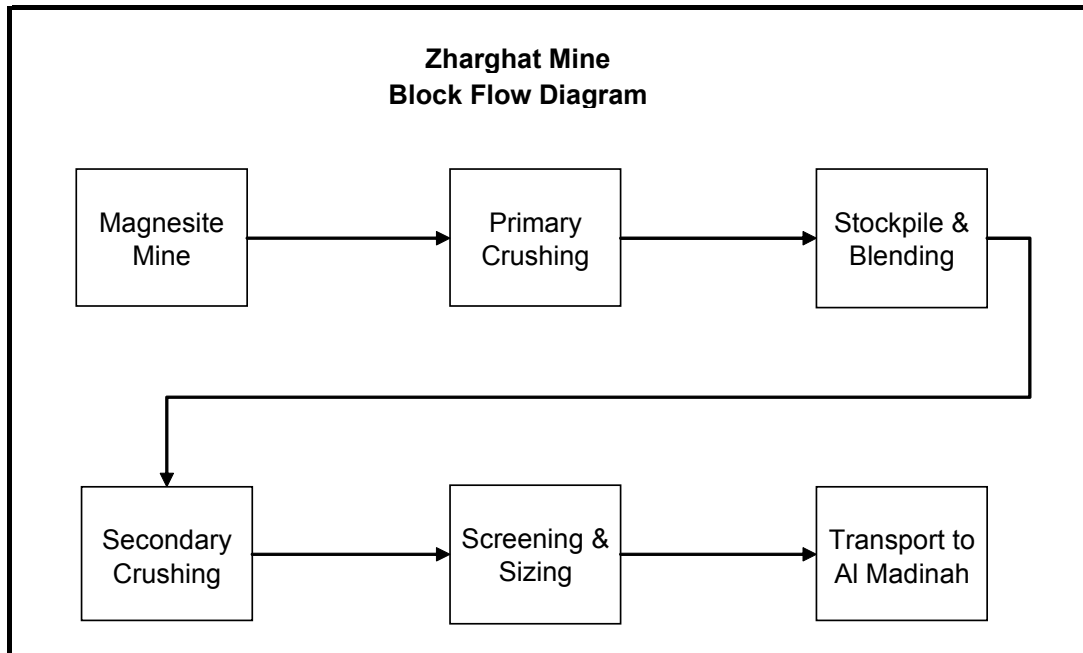 Zharghat Mine
Block Flow Diagram
Magnesite
Mine
Primary
Crushing
Stockpile &
Blending
Secondary
Crushing
Screening &
Sizing
Transport to
Al Madinah